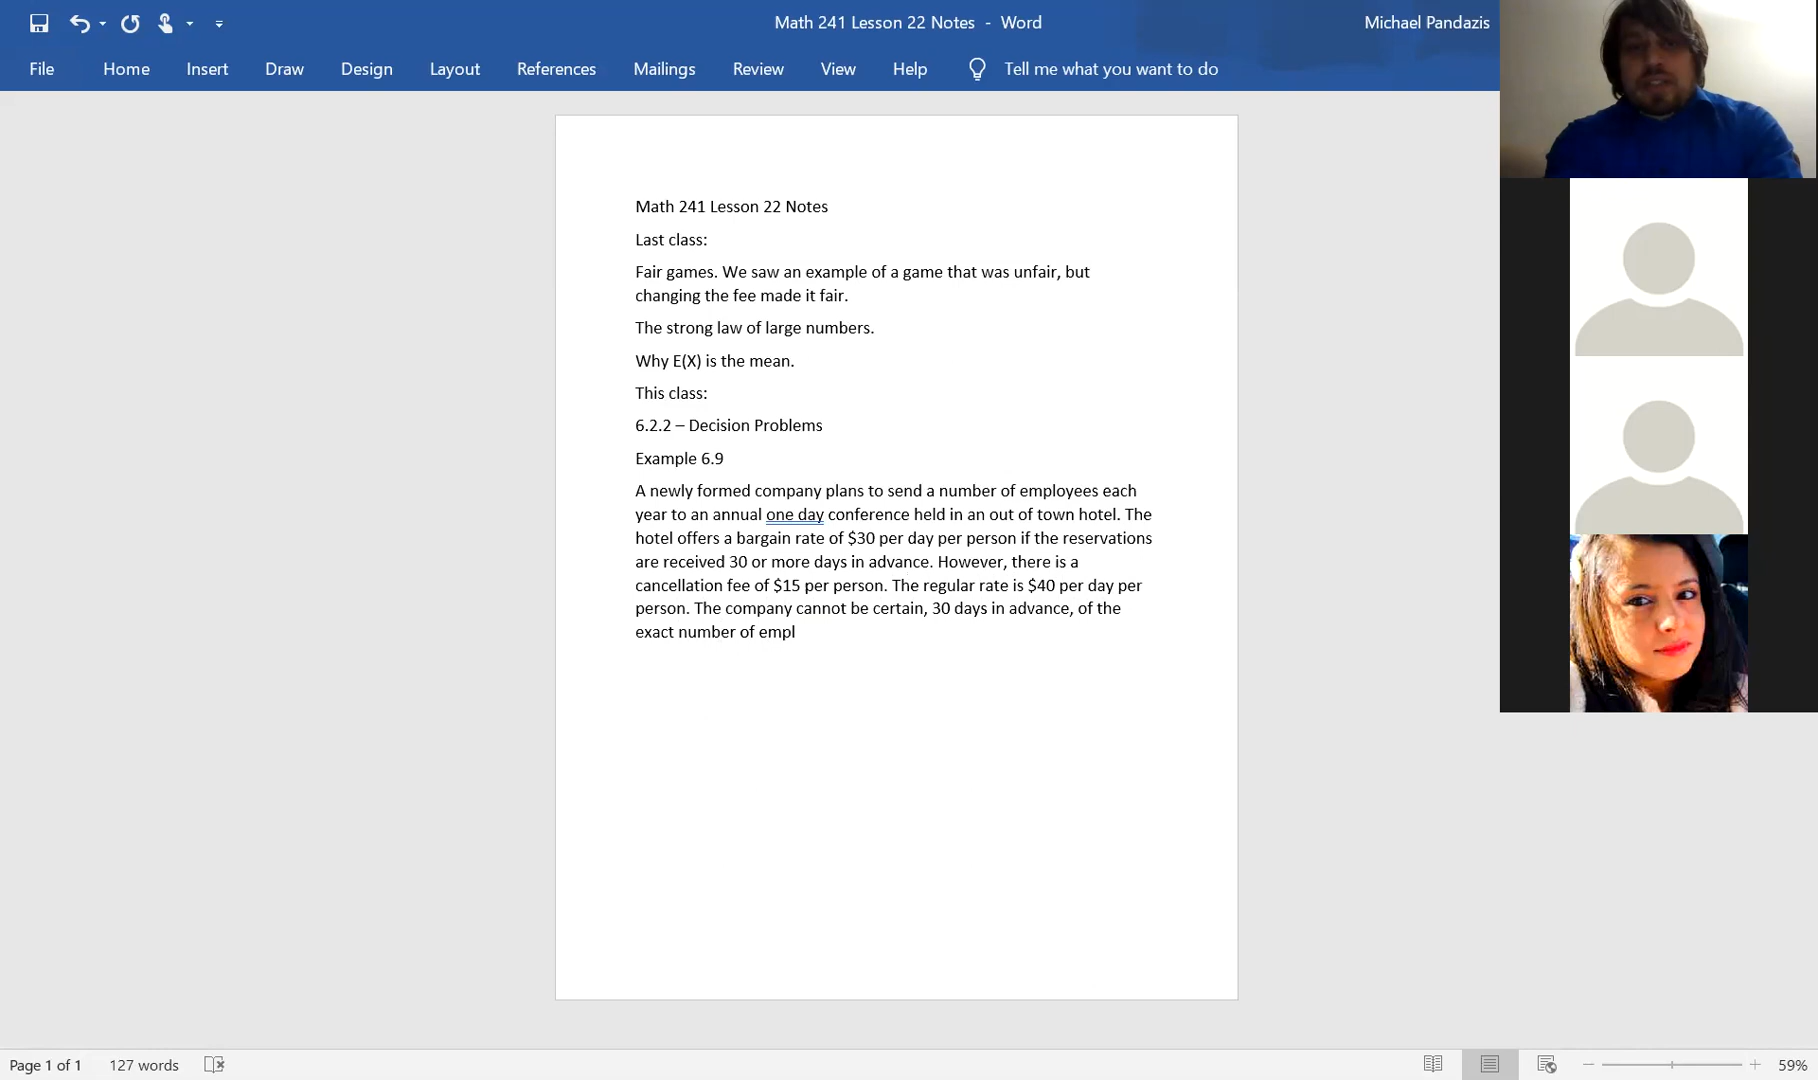 Math 241 Lesson 22 Notes - Word
Michael Pandazis
File Home Insert Draw Design Layout References Mailings Review View Help Tell me what you want to do
Math 241 Lesson 22 Notes
Last class:
Fair games. We saw an example of a game that was unfair, but
changing the fee made it fair.
The strong law of large numbers.
Why E(X) is the mean.
This class:
6.2.2 – Decision Problems
Example 6.9
A newly formed company plans to send a number of employees each
year to an annual one day conference held in an out of town hotel. The
hotel offers a bargain rate of $30 per day per person if the reservations
are received 30 or more days in advance. However, there is a
cancellation fee of $15 per person. The regular rate is $40 per day per
person. The company cannot be certain, 30 days in advance, of the
exact number of empl
Page 1 of 1 127 words 59%